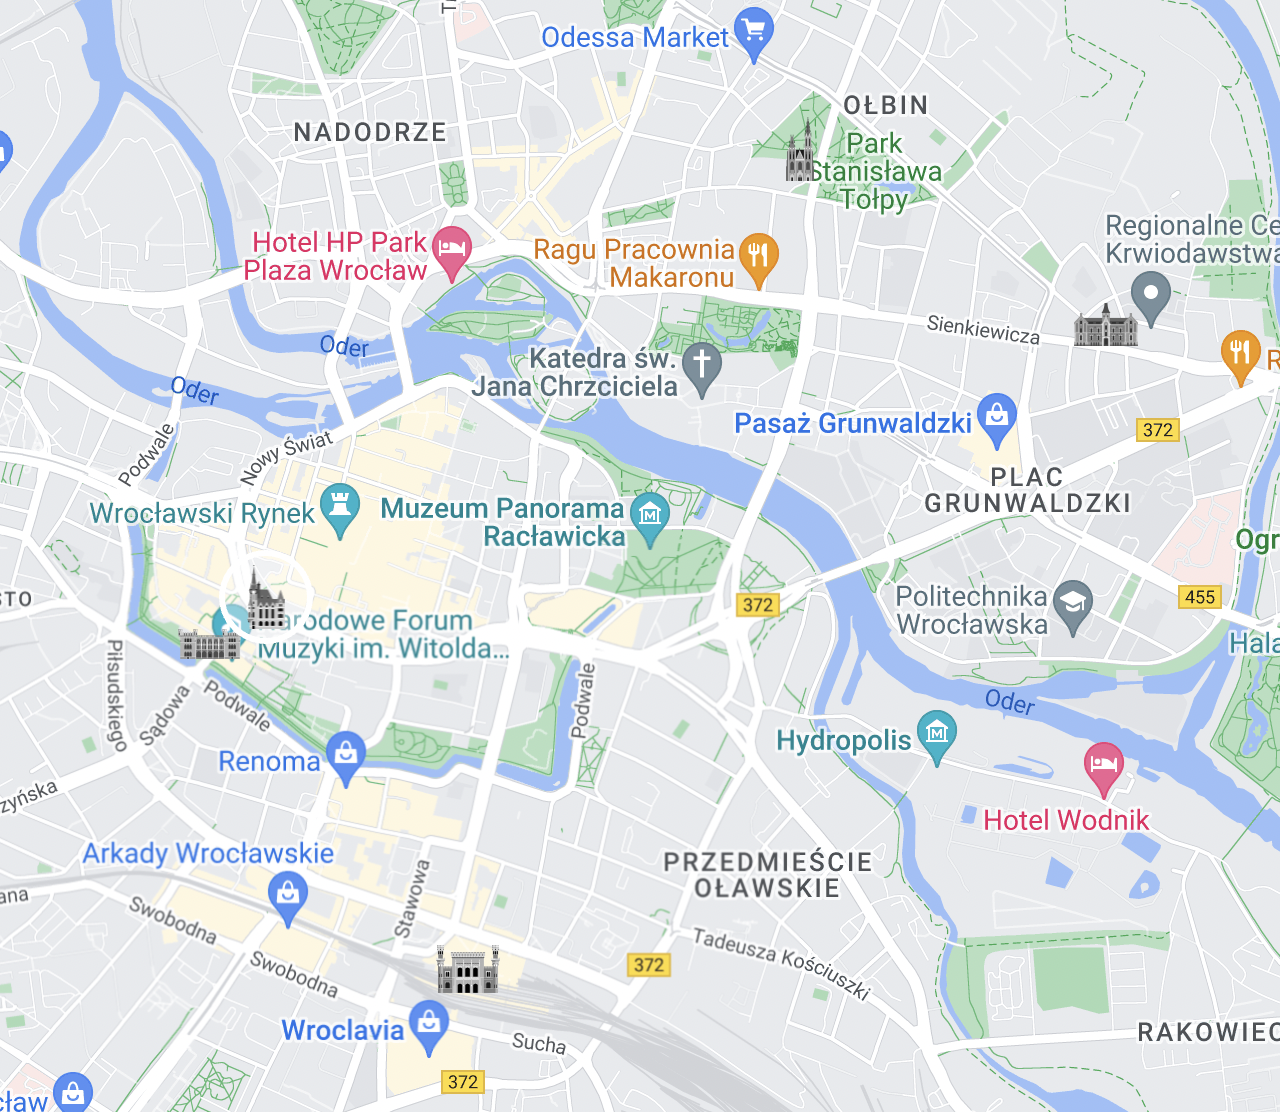 Odessa Market
OŁBIN
NADODRZE
Park
Stanisława
Tołpy
Regionalne Ce
Krwiodawstwa
Hotel HP Park
Plaza Wrocław
Ragu Pracownia
Makaronu
Sienkiewicza
Oder
Katedra św.
Jana Chrzciciela
Oder
Pasaż Grunwaldzki
372
Podwale
Nowy Świat
PLAC
GRUNWALDZKI
Wrocławski Rynek
Muzeum Panorama
Racławicka
Ogr
STO
372
Politechnika
Wrocławska
455
Narodowe Forum
Muzyki im. Witolda...
Hala
Piłsudskiego
Sądowa
Podwale
Podwale
Oder
Hydropolis
Renoma
zyńska
Hotel Wodnik
Arkady Wrocławskie
PRZEDMIEŚCIE
OŁAWSKIE
ana
Swobodna
Stawowa
Tadeusza Kościuszki
372
Swobodna
Wroclavia
Sucha
RAKOWIEC
372
cław